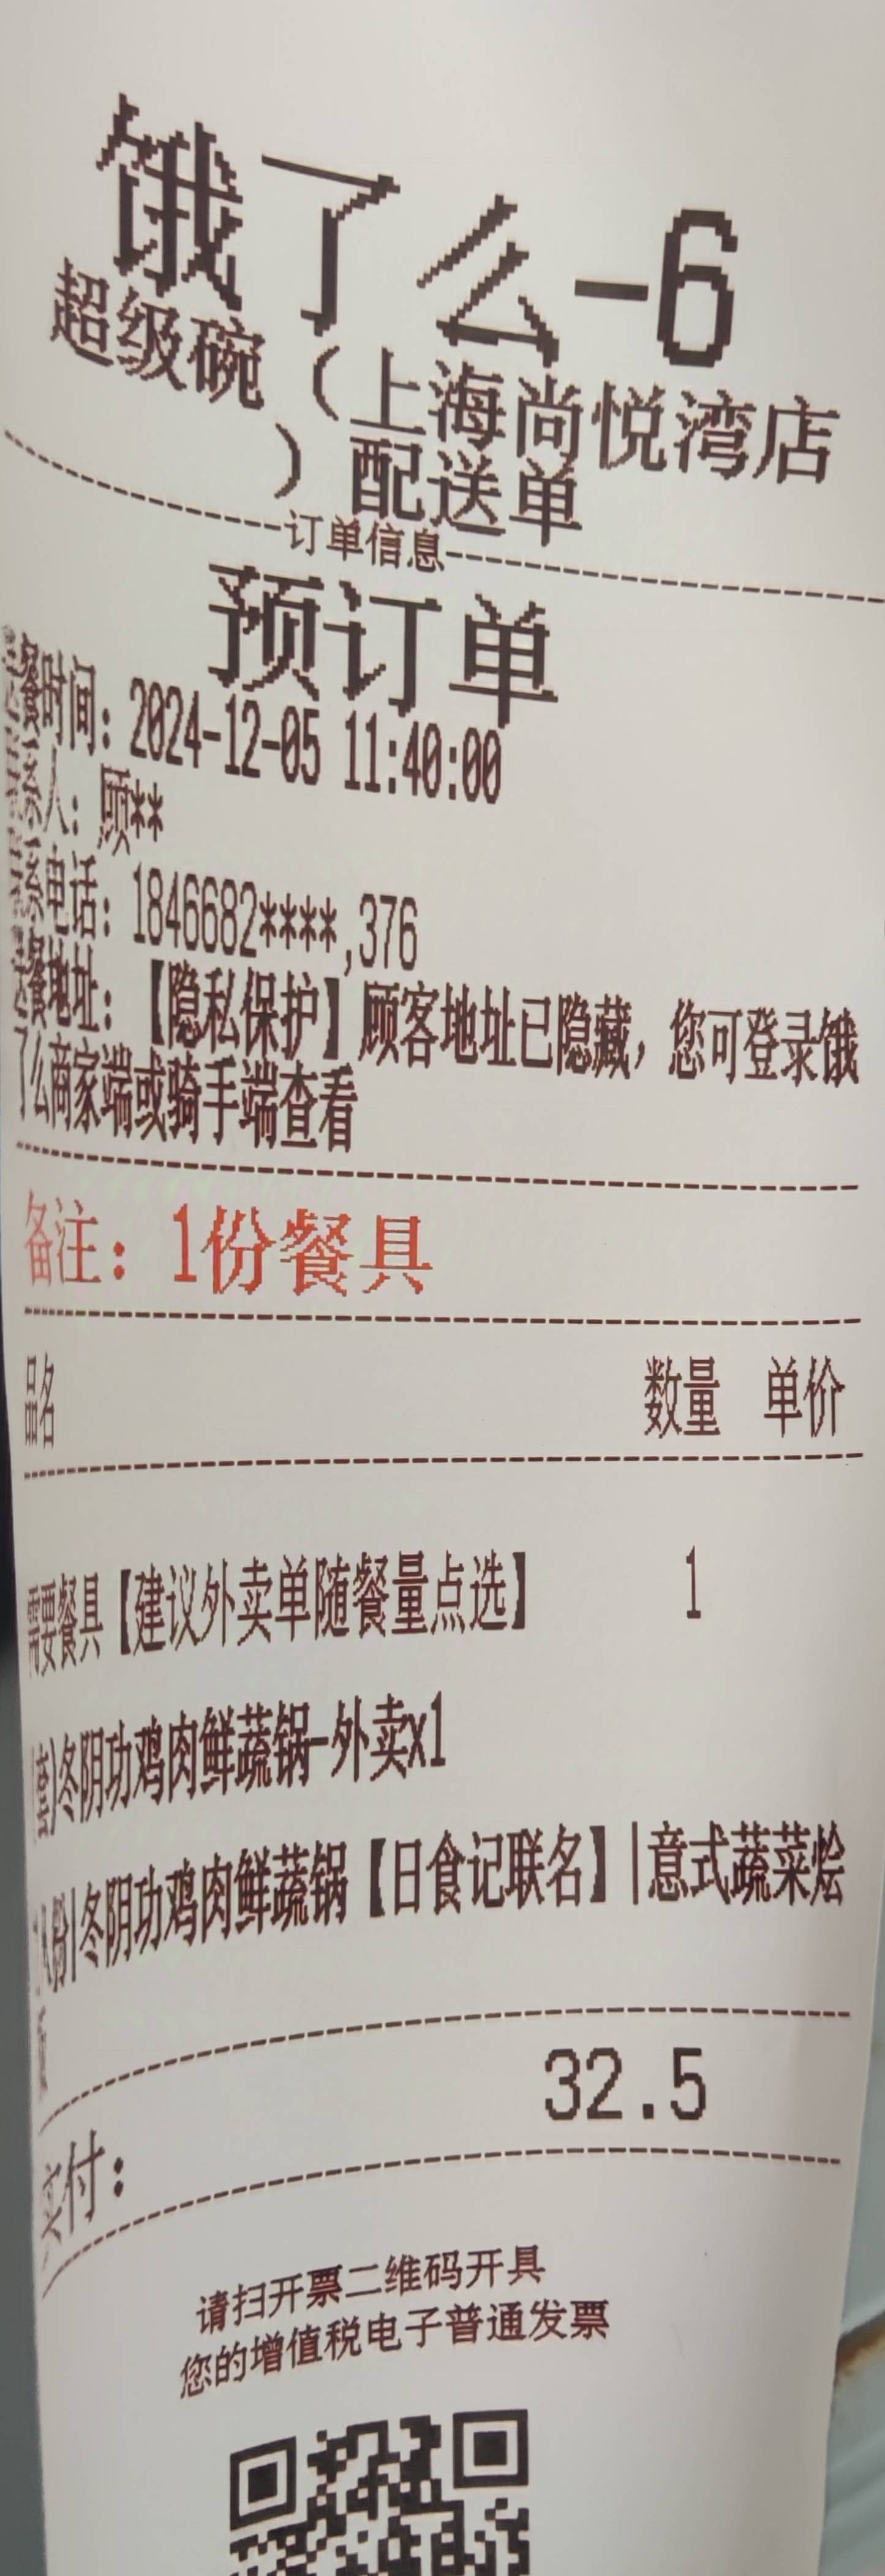 饿了么-6
超级碗（上海尚悦湾店
）配送单
订单信息
预订单
餐时间：2024-12-05 11:40:00
系人：顾**
系电话：1846682****,376
送餐地址：【隐私保护】顾客地址已隐藏，您可登录饿
了么商家端或骑手端查看
备注：1份餐具
品名 数量 单价
需要餐具【建议外卖单随餐量点选】 1
(套)冬阴功鸡肉鲜蔬锅-外卖x1
粉|冬阴功鸡肉鲜蔬锅【日食记联名】|意式蔬菜烩
32.5
实付：
请扫开票二维码开具
您的增值税电子普通发票